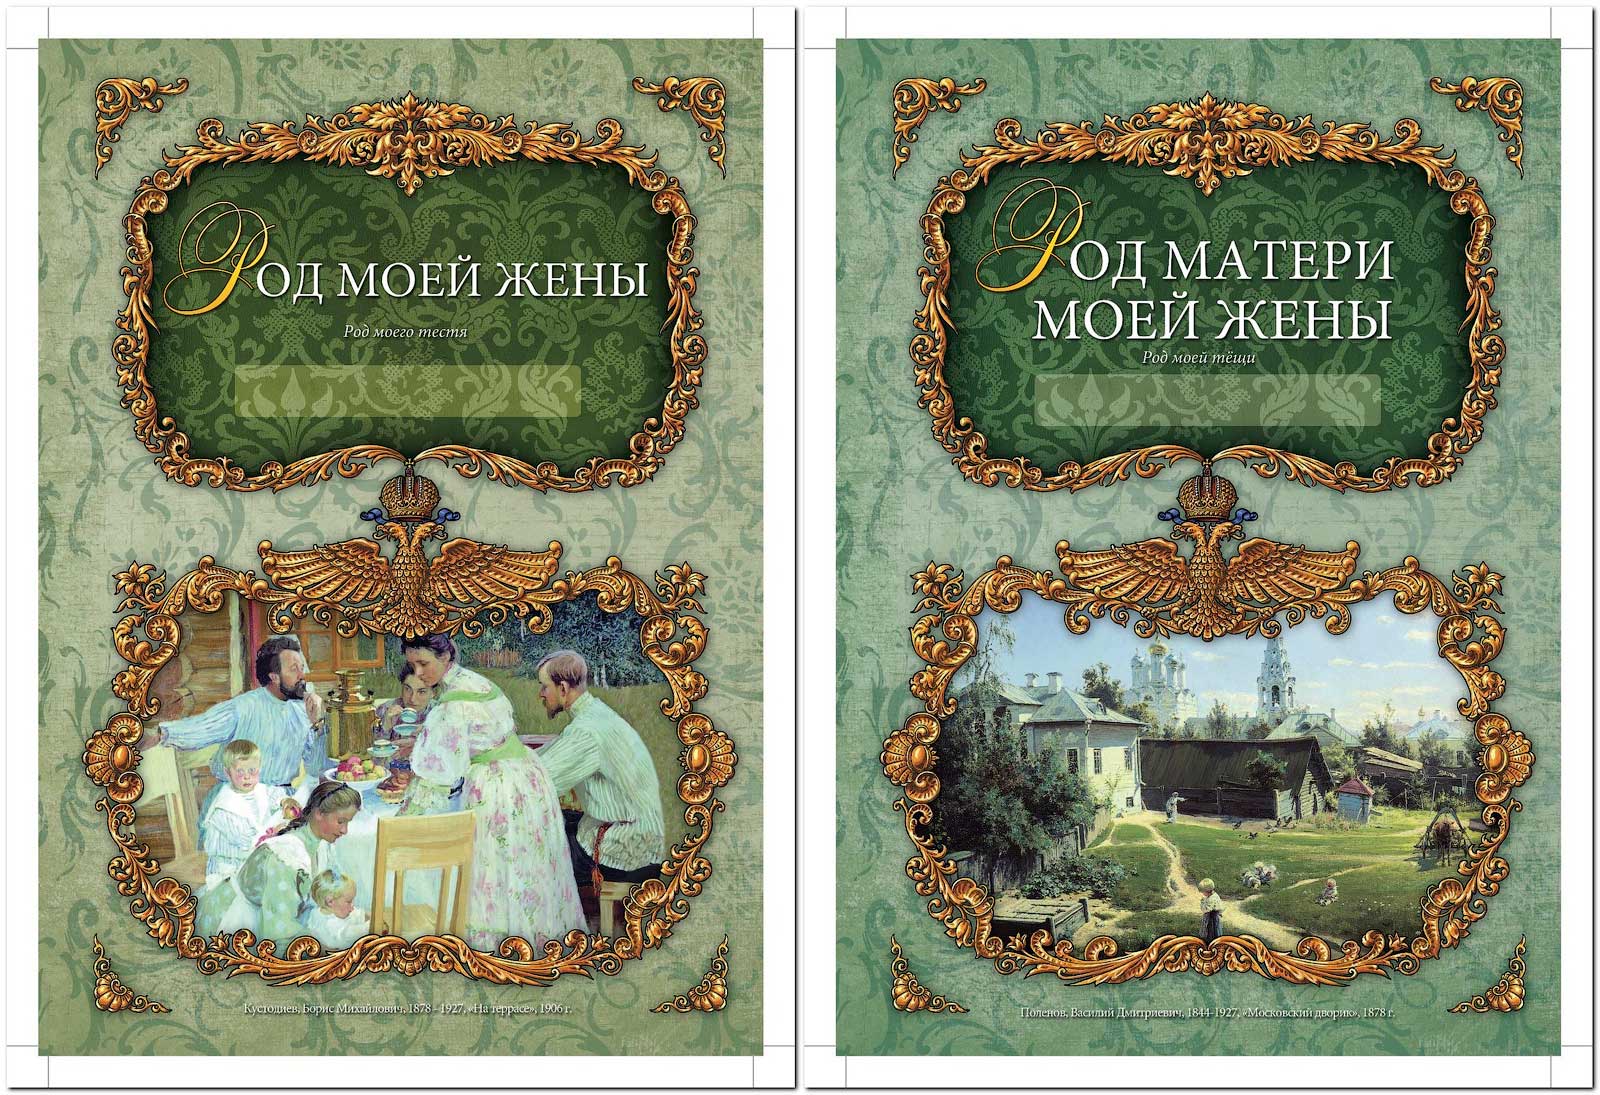 Род моей жены
Род моего тестя
Кустодиев, Борис Михайлович, 1878 - 1927, «На террасе», 1906 г.
Род матери
моей жены
Род моей тёщи
Поленов, Василий Дмитриевич, 1844-1927, «Московский дворик», 1878 г.